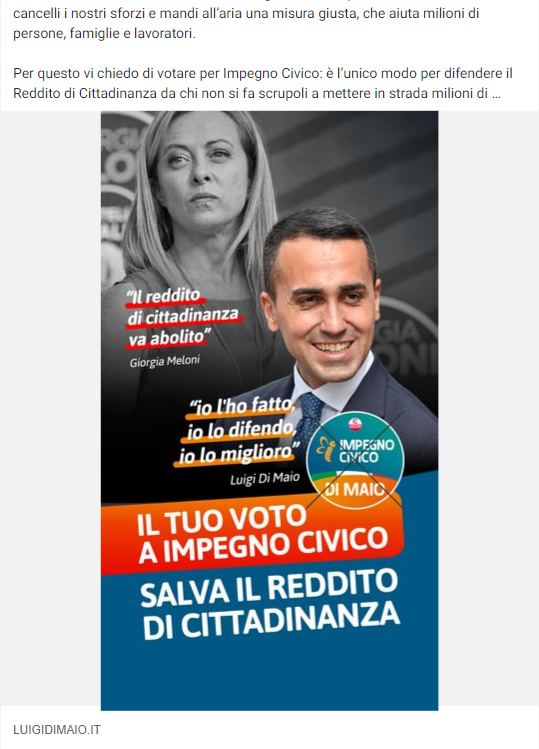 cancelli i nostri sforzi e mandi all'aria una misura giusta, che aiuta milioni di
persone, famiglie e lavoratori.
Per questo vi chiedo di votare per Impegno Civico: è l'unico modo per difendere il
Reddito di Cittadinanza da chi non si fa scrupoli a mettere in strada milioni di ...
"Il reddito
di cittadinanza
va abolito"
Giorgia Meloni
"io l'ho fatto,
io lo difendo,
io lo miglioro"
Luigi Di Maio
IMPEGNO
CIVICO
DI MAIO
IL TUO VOTO
A IMPEGNO CIVICO
SALVA IL REDDITO
DI CITTADINANZA
LUIGIDIMAIO.IT